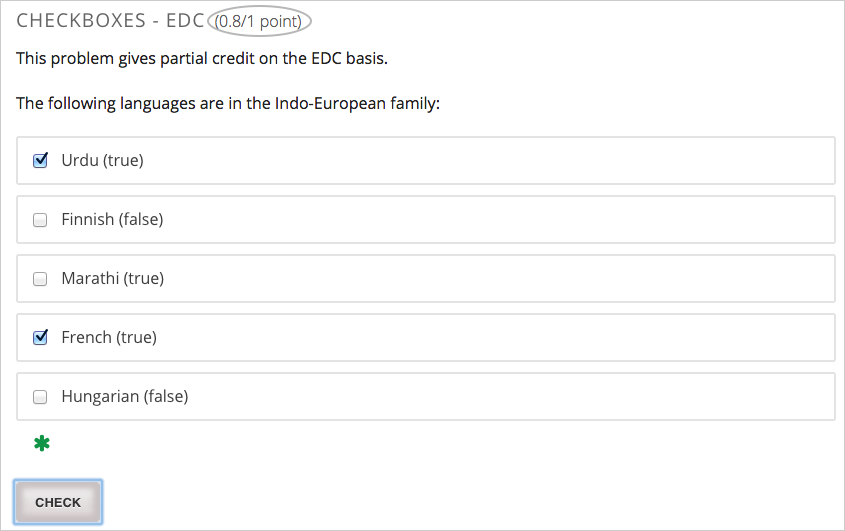 CHECKBOXES - EDC (0.8/1 point)
This problem gives partial credit on the EDC basis.
The following languages are in the Indo-European family:
Urdu (true)
Finnish (false)
Marathi (true)
French (true)
Hungarian (false)
CHECK